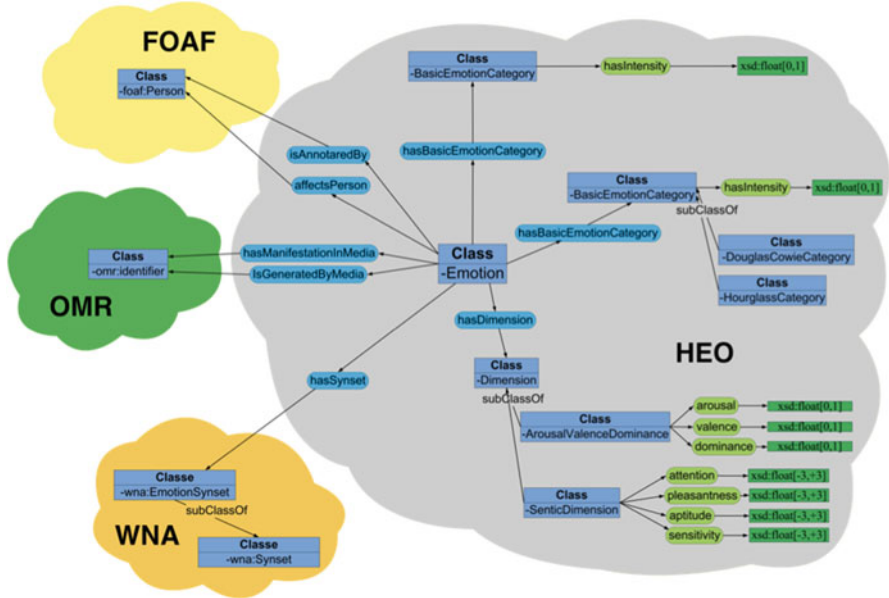 FOAF
Class
-foaf:Person
isAnnotaredBy
affectsPerson
Class
-BasicEmotionCategory
hasIntensity
xsd:float[0,1]
hasBasicEmotionCategory
Class
-BasicEmotionCategory
hasIntensity
xsd:float[0,1]
subClassOf
hasBasicEmotionCategory
Class
-DouglasCowieCategory
Class
-HourglassCategory
Class
-omr:identifier
OMR
hasManifestationInMedia
IsGeneratedByMedia
Class
-Emotion
hasDimension
hasSynset
HEO
Class
-Dimension
subClassOf
Class
-ArousalValenceDominance
arousal
xsd:float[0,1]
valence
xsd:float[0,1]
dominance
xsd:float[0,1]
Class
-SenticDimension
attention
xsd:float[-3,+3]
pleasantness
xsd:float[-3,+3]
aptitude
xsd:float[-3,+3]
sensitivity
xsd:float[-3,+3]
Classe
-wna:EmotionSynset
subClassOf
WNA
Classe
-wna:Synset